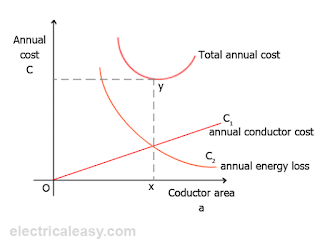 Annual
cost
C
Total annual cost
y
C1
annual conductor cost
C2
annual energy loss
O
x
Coductor area
a
electricaleasy.com